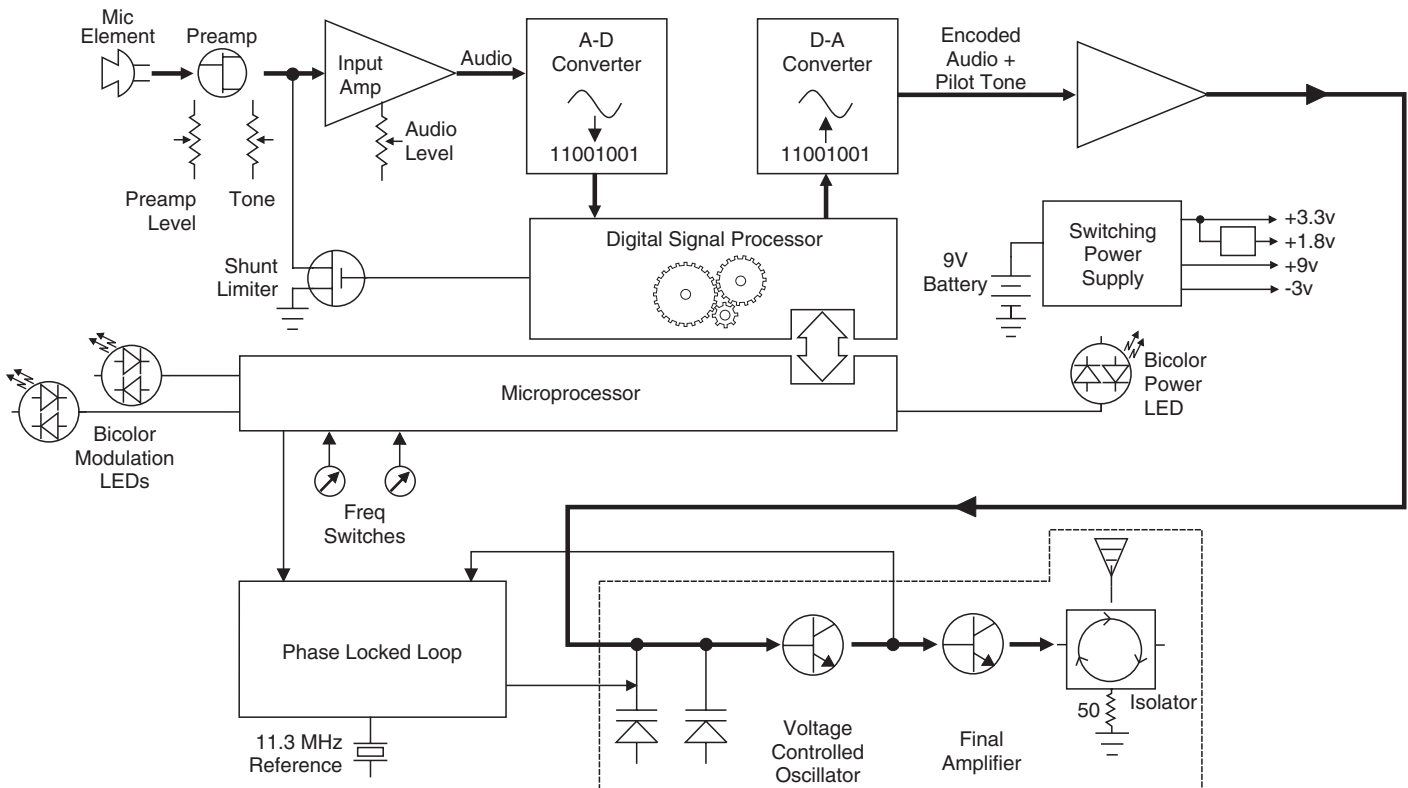 Mic
Element
Preamp
Input
Amp
Audio
A-D
Converter
11001001
D-A
Converter
11001001
Encoded
Audio +
Pilot Tone
Audio
Level
Preamp
Level
Tone
Shunt
Limiter
Digital Signal Processor
9V
Battery
Switching
Power
Supply
+3.3v
+1.8v
+9v
-3v
Microprocessor
Bicolor
Power
LED
Bicolor
Modulation
LEDs
Freq
Switches
Phase Locked Loop
11.3 MHz
Reference
Voltage
Controlled
Oscillator
Final
Amplifier
50
Isolator